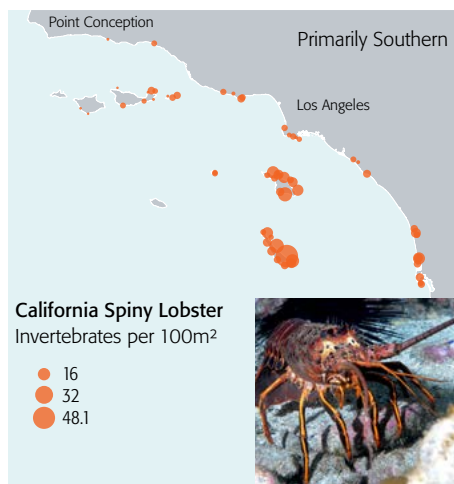 Point Conception
Primarily Southern
Los Angeles
California Spiny Lobster
Invertebrates per 100m²
16
32
48.1